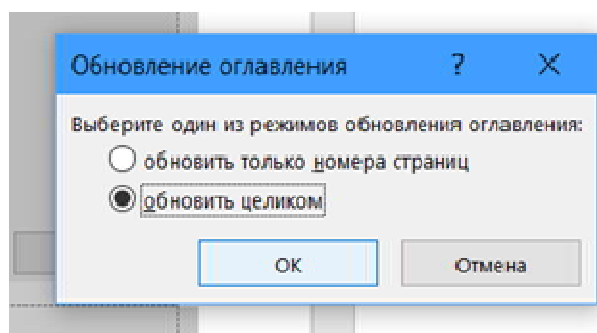 Обновление оглавления ?
Выберите один из режимов обновления оглавления:
обновить только номера страниц
обновить целиком
ОК Отмена